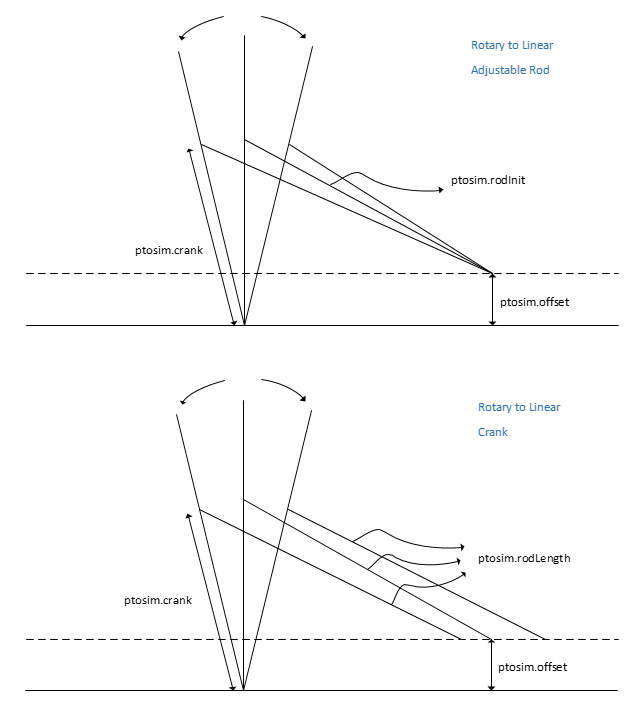 Rotary to Linear
Adjustable Rod
ptosim.rodInit
ptosim.crank
ptosim.offset
Rotary to Linear
Crank
ptosim.rodLength
ptosim.crank
ptosim.offset